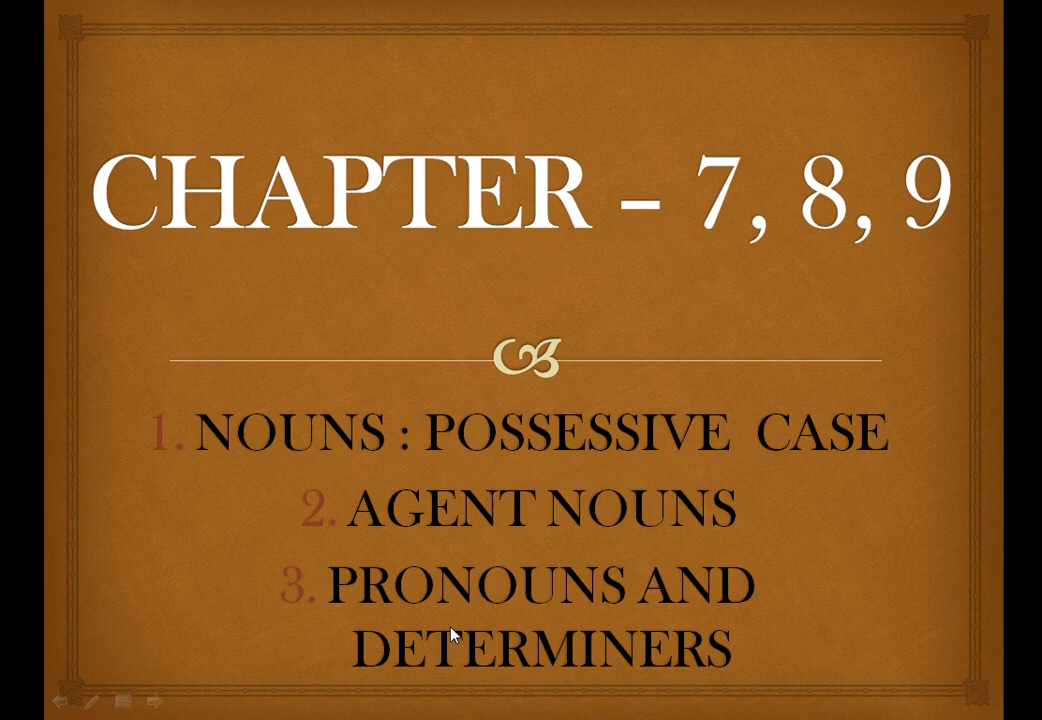 CHAPTER – 7, 8, 9
1. NOUNS : POSSESSIVE CASE
2. AGENT NOUNS
3. PRONOUNS AND
DETERMINERS